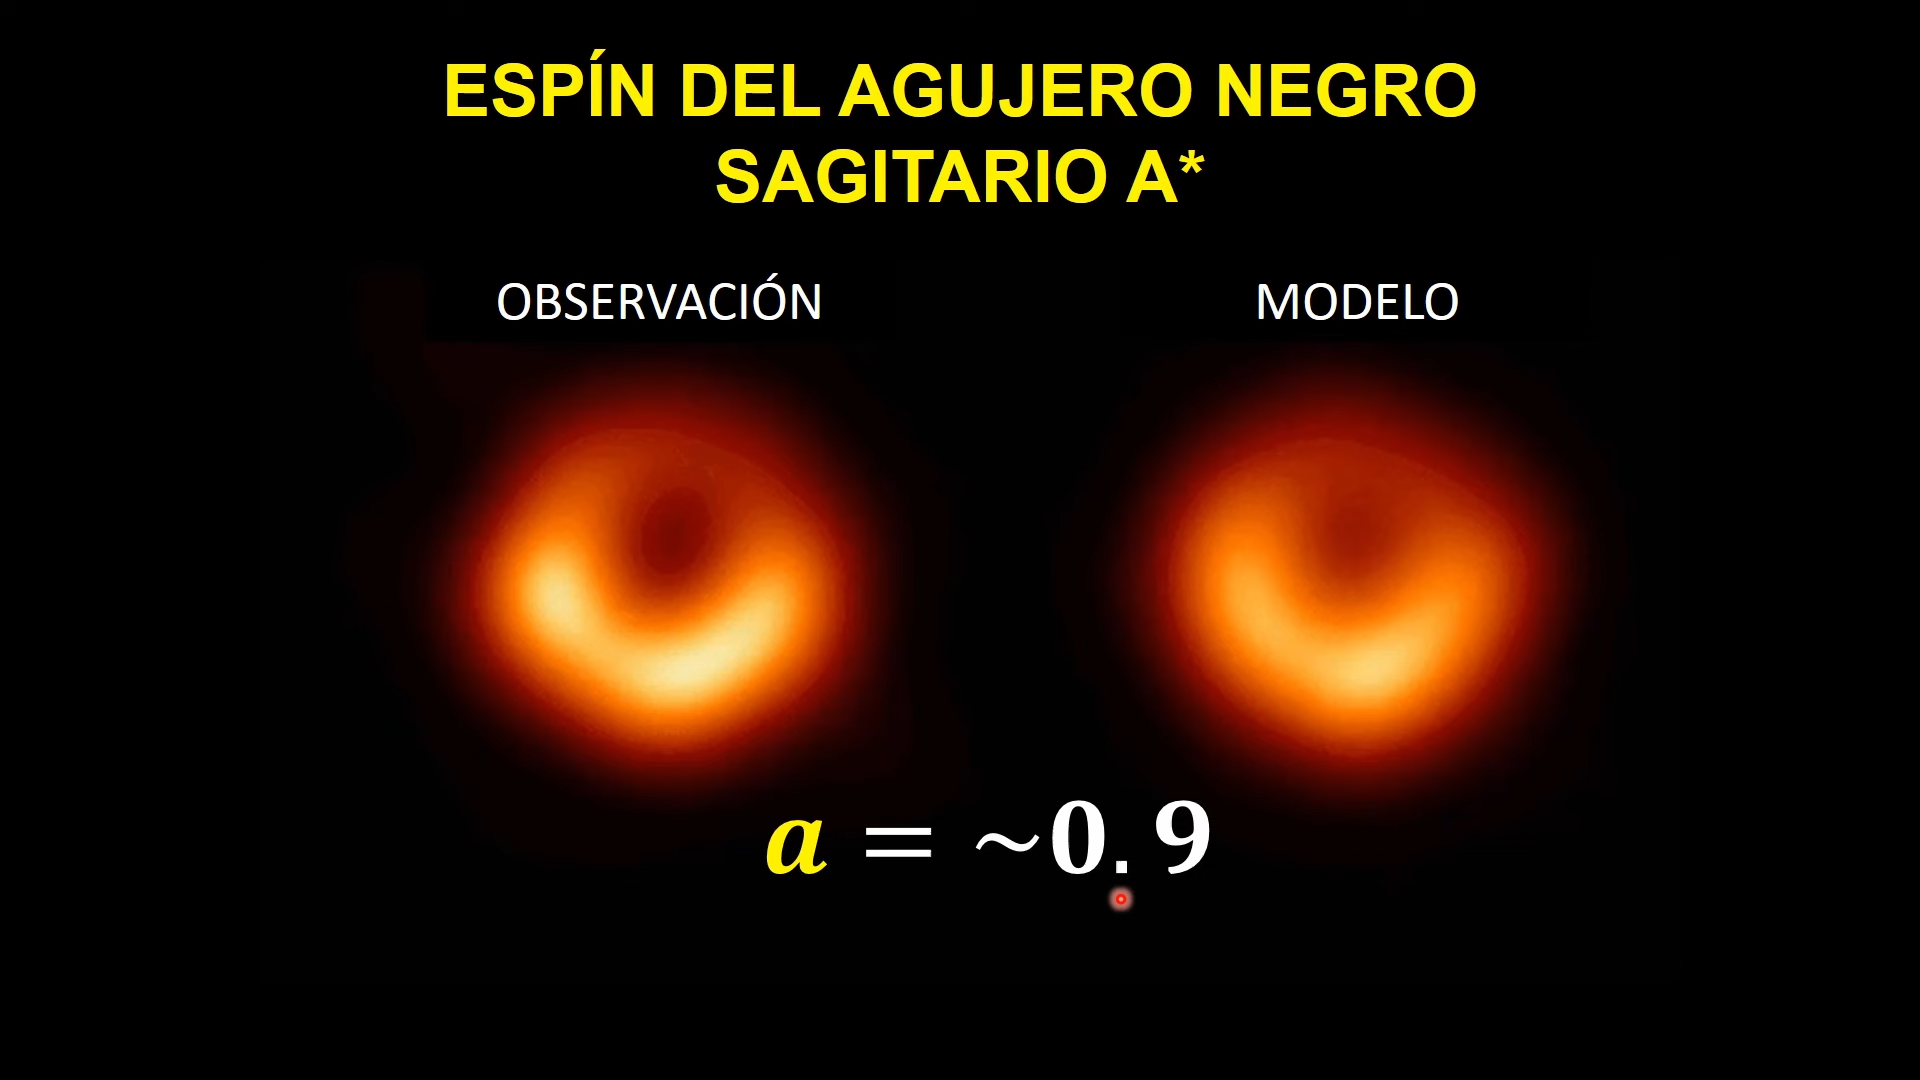 ESPÍN DEL AGUJERO NEGRO
SAGITARIO A*
OBSERVACIÓN
MODELO
a = ~0.9